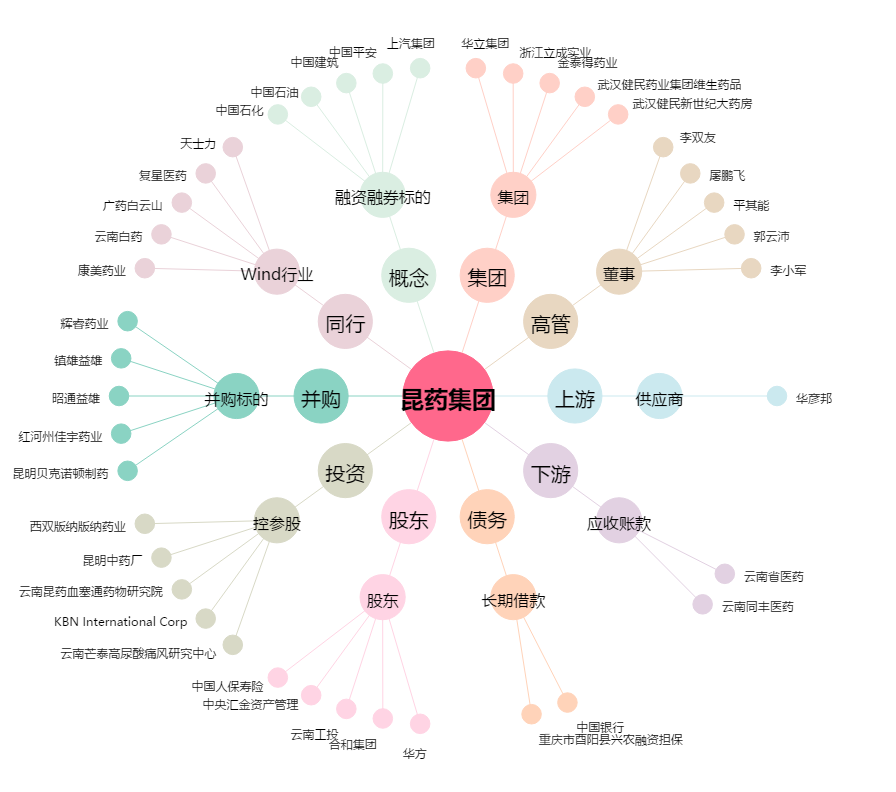 上汽集团
中国平安
中国建筑
中国石油
中国石化
融资融券标的
概念
华立集团
浙江立成实业
金泰得药业
武汉健民药业集团维生药品
武汉健民新世纪大药房
集团
集团
天士力
复星医药
广药白云山
云南白药
康美药业
Wind行业
同行
李双友
屠鹏飞
平其能
郭云沛
李小军
董事
高管
辉睿药业
镇雄益雄
昭通益雄
红河州佳宇药业
昆明贝克诺顿制药
并购标的
并购
昆药集团
上游
供应商
华彦邦
投资
控参股
西双版纳版纳药业
昆明中药厂
云南昆药血塞通药物研究院
KBN International Corp
云南芒泰高尿酸痛风研究中心
下游
应收账款
云南省医药
云南同丰医药
股东
股东
中国人保寿险
中央汇金资产管理
云南工投
合和集团
华方
债务
长期借款
中国银行
重庆市酉阳县兴农融资担保